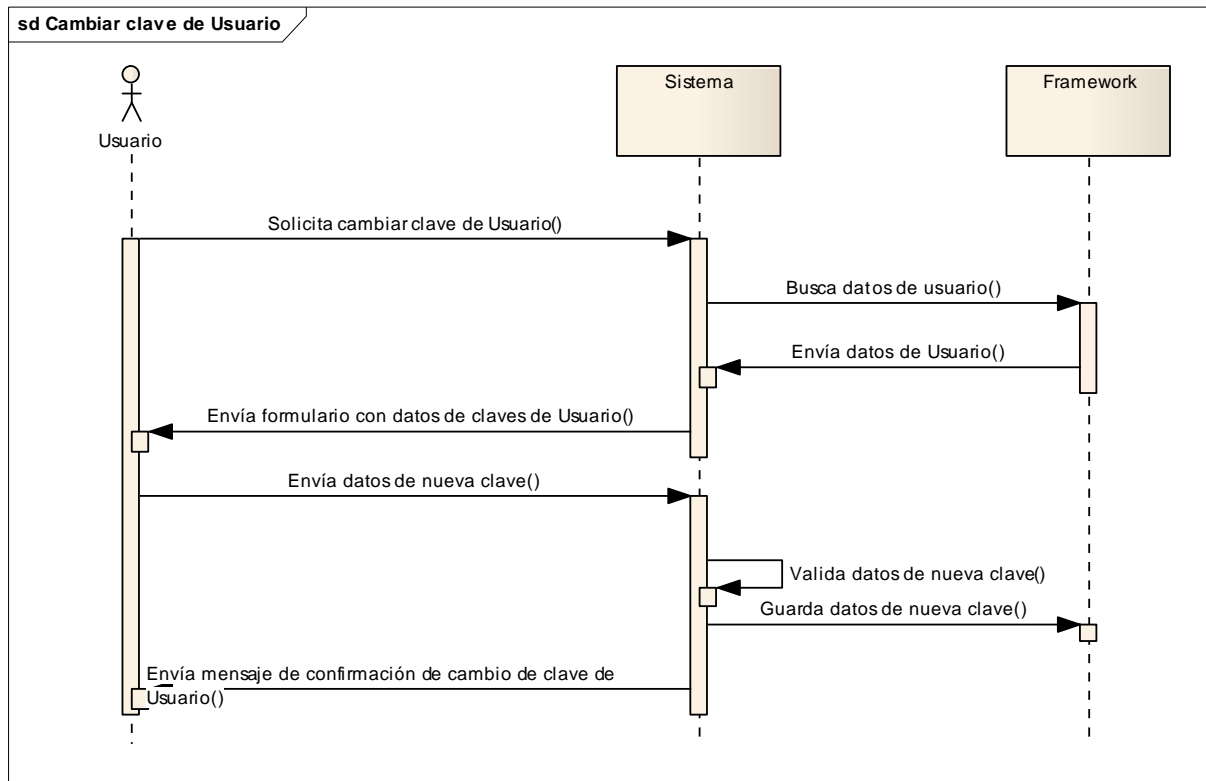 sd Cambiar clave de Usuario
Usuario
Sistema
Framework
Solicita cambiar clave de Usuario()
Busca datos de usuario()
Envía datos de Usuario()
Envía formulario con datos de claves de Usuario()
Envía datos de nueva clave()
Valida datos de nueva clave()
Guarda datos de nueva clave()
Envía mensaje de confirmación de cambio de clave de
Usuario()